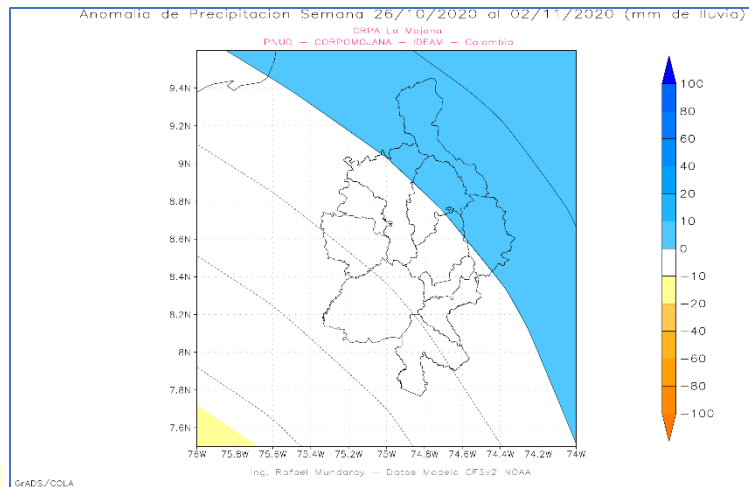 Anomalia de Precipitacion Semana 26/10/2020 al 02/11/2020 (mm de lluvia)
CRPA La Mojana
PNUD – CORPOMOJANA – IDEAM – Colombia
9.4N
9.2N
9N
8.8N
8.6N
8.4N
8.2N
8N
7.8N
7.6N
76W 75.8W 75.6W 75.4W 75.2W 75W 74.8W 74.6W 74.4W 74.2W 74W
100
80
60
40
20
10
0
−10
−20
−40
−60
−80
−100
Ing. Rafael Mundaray – Datos Modelo CFSv2 NOAA
GrADS/COLA